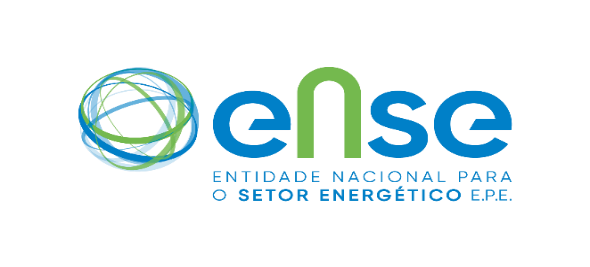 ense
ENTIDADE NACIONAL PARA
O SETOR ENERGÉTICO E.P.E.